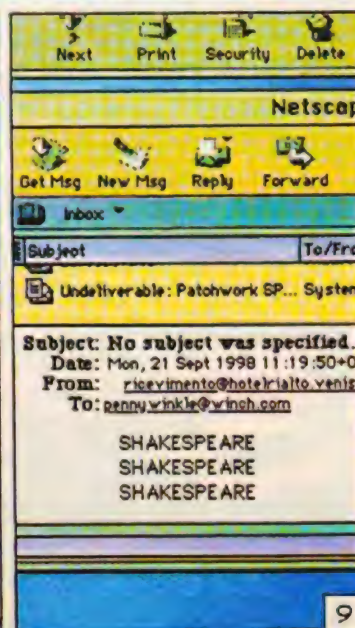 Next Print Security Delete
Netscap
Get Msg New Msg Reply Forward
Inbox
Subject To/Fro
Undeliverable: Patchwork SP... System
Subject: No subject was specified.
Date: Mon, 21 Sept 1998 11:19:50+0
From: ricevimento@hotelrialto.venis
To: pennywinkle@winch.com
SHAKESPEARE
SHAKESPEARE
SHAKESPEARE
9